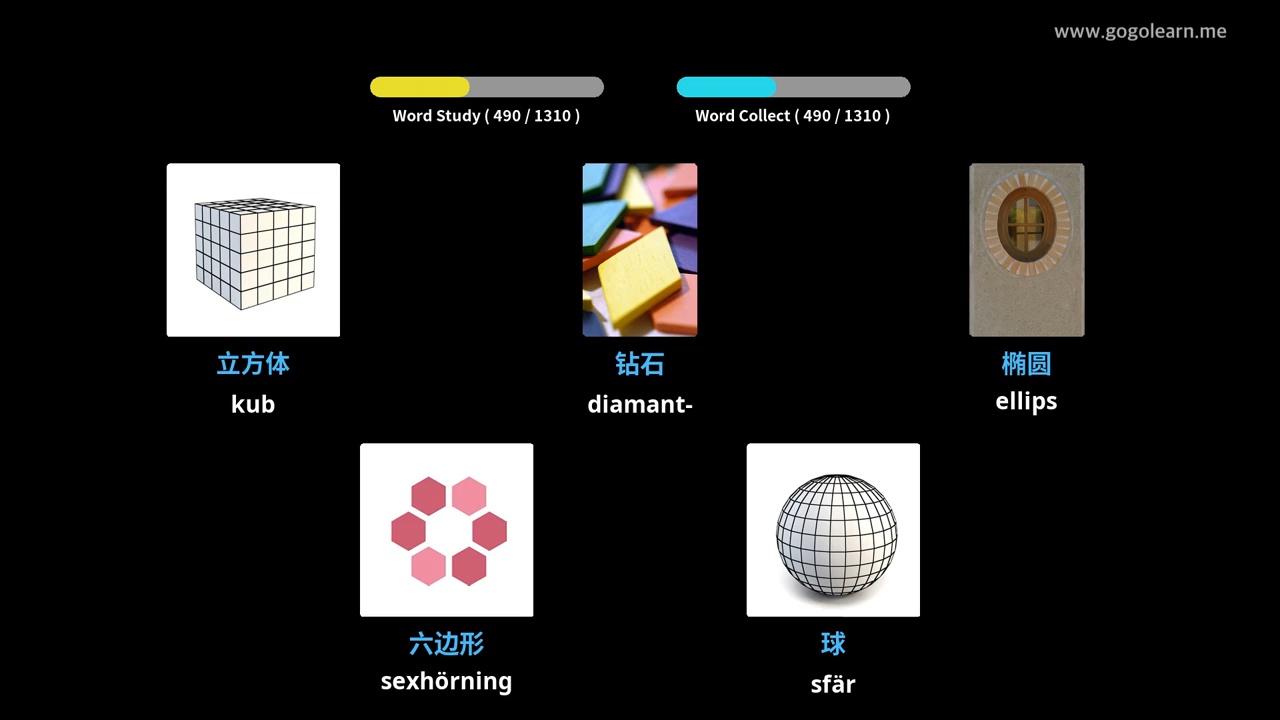 www.gogolearn.me
Word Study ( 490 / 1310 )
Word Collect ( 490 / 1310 )
立方体
kub
钻石
diamant-
椭圆
ellips
六边形
sexhörning
球
sfär